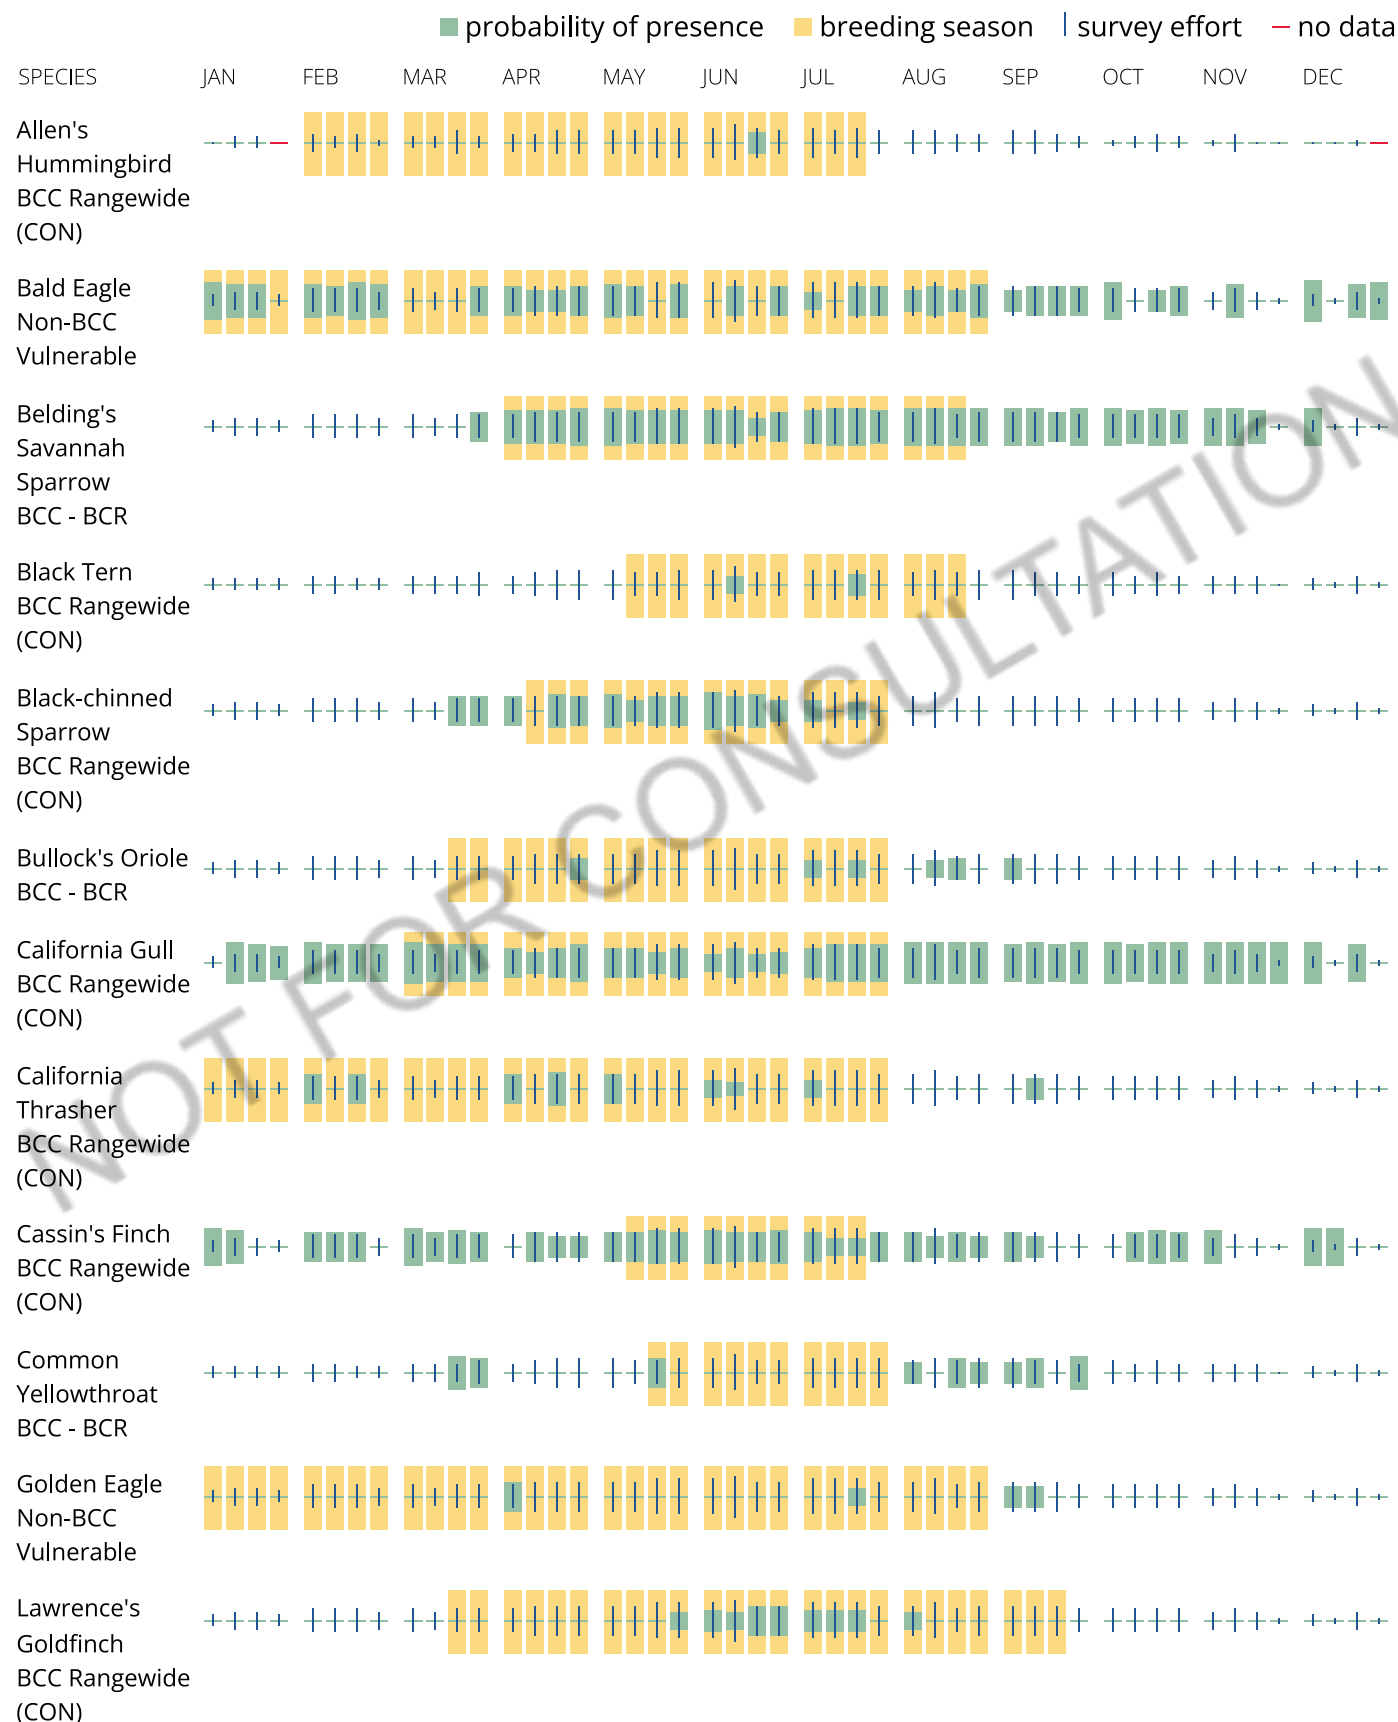 probability of presence breeding season survey effort no data
SPECIES JAN FEB MAR APR MAY JUN JUL AUG SEP OCT NOV DEC
Allen's
Hummingbird
BCC Rangewide
(CON)
Bald Eagle
Non-BCC
Vulnerable
Belding's
Savannah
Sparrow
BCC - BCR
Black Tern
BCC Rangewide
(CON)
Black-chinned
Sparrow
BCC Rangewide
(CON)
Bullock's Oriole
BCC - BCR
California Gull
BCC Rangewide
(CON)
California
Thrasher
BCC Rangewide
(CON)
Cassin's Finch
BCC Rangewide
(CON)
Common
Yellowthroat
BCC - BCR
Golden Eagle
Non-BCC
Vulnerable
Lawrence's
Goldfinch
BCC Rangewide
(CON)
NOT FOR CONSULTATION